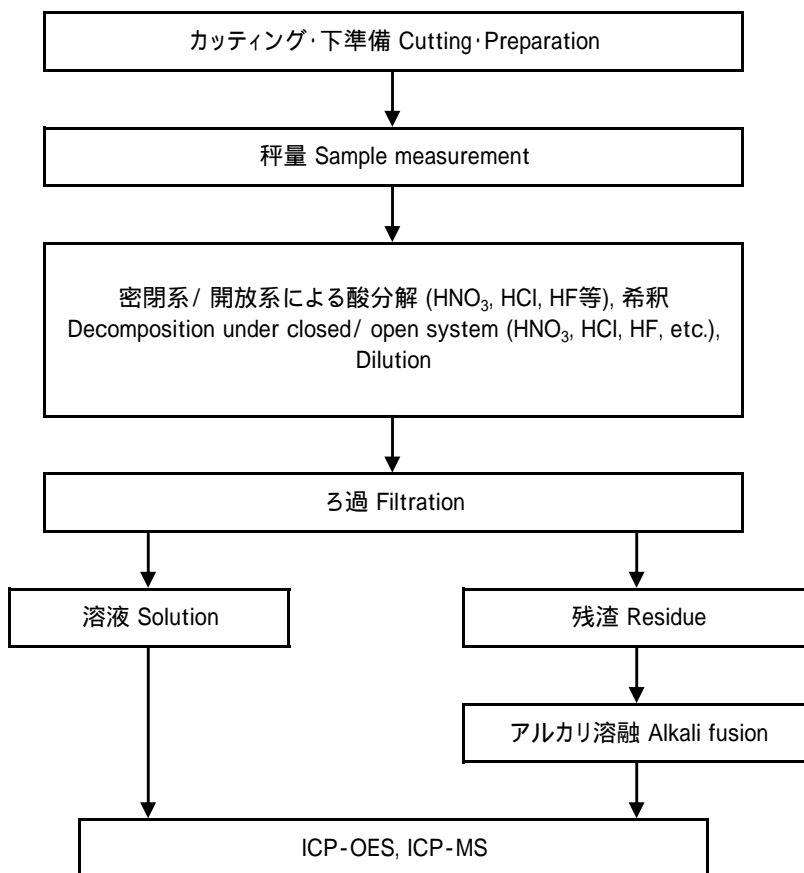 カッティング・下準備 Cutting・Preparation
秤量 Sample measurement
密閉系/ 開放系による酸分解 (HNO₃, HCl, HF等), 希釈
Decomposition under closed/ open system (HNO₃, HCl, HF, etc.),
Dilution
ろ過 Filtration
溶液 Solution
残渣 Residue
アルカリ溶融 Alkali fusion
ICP-OES, ICP-MS